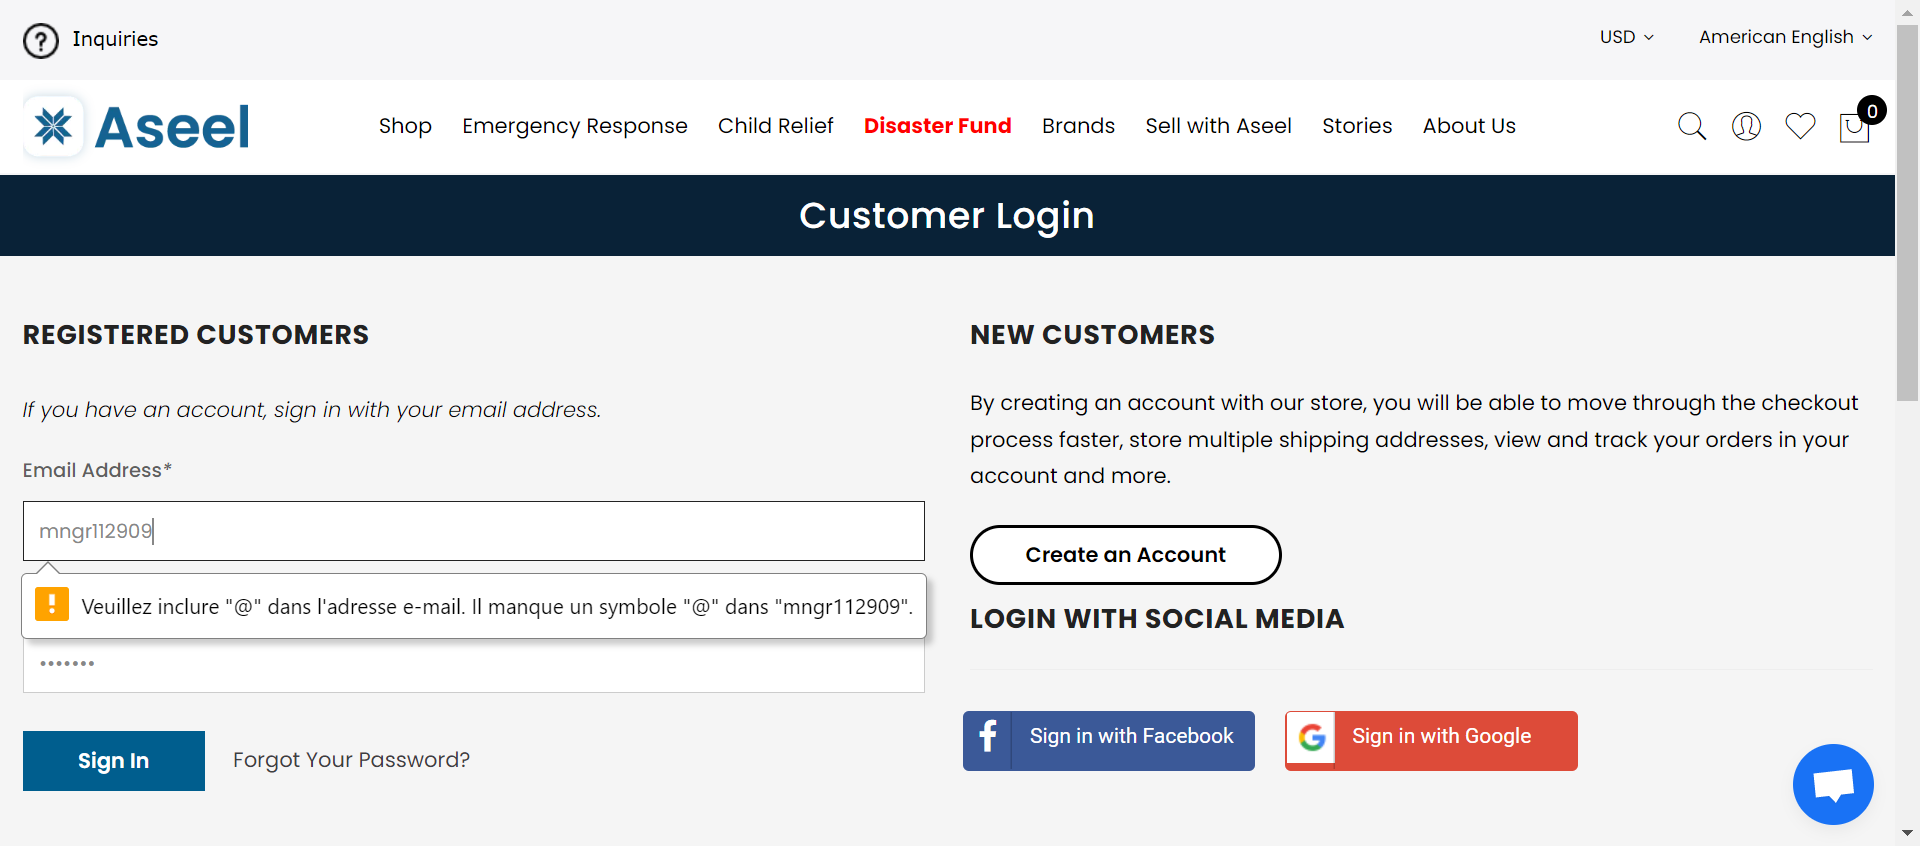 Inquiries
USD
American English
Aseel
Shop
Emergency Response
Child Relief
Disaster Fund
Brands
Sell with Aseel
Stories
About Us
0
Customer Login
REGISTERED CUSTOMERS
If you have an account, sign in with your email address.
Email Address*
mngr112909
Veuillez inclure "@" dans l'adresse e-mail. Il manque un symbole "@" dans "mngr112909".
•••••••
Sign In
Forgot Your Password?
NEW CUSTOMERS
By creating an account with our store, you will be able to move through the checkout
process faster, store multiple shipping addresses, view and track your orders in your
account and more.
Create an Account
LOGIN WITH SOCIAL MEDIA
Sign in with Facebook
Sign in with Google